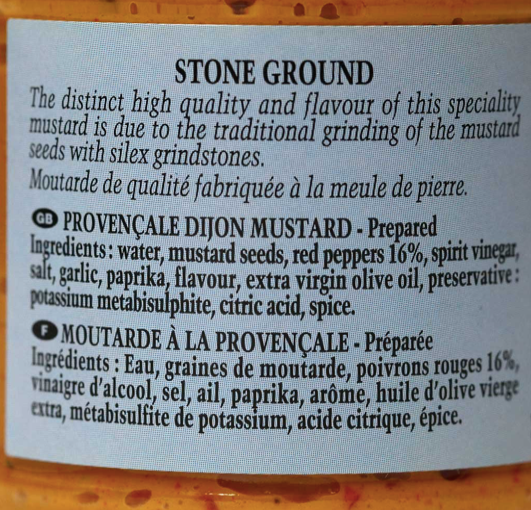 STONE GROUND
The distinct high quality and flavour of this speciality
mustard is due to the traditional grinding of the mustard
seeds with silex grindstones.
Moutarde de qualité fabriquée à la meule de pierre.
GB PROVENÇALE DIJON MUSTARD - Prepared
Ingredients : water, mustard seeds, red peppers 16%, spirit vinegar,
salt, garlic, paprika, flavour, extra virgin olive oil, preservative :
potassium metabisulphite, citric acid, spice.
F MOUTARDE À LA PROVENÇALE - Préparée
Ingrédients : Eau, graines de moutarde, poivrons rouges 16%,
vinaigre d'alcool, sel, ail, paprika, arôme, huile d'olive vierge
extra, métabisulfite de potassium, acide citrique, épice.